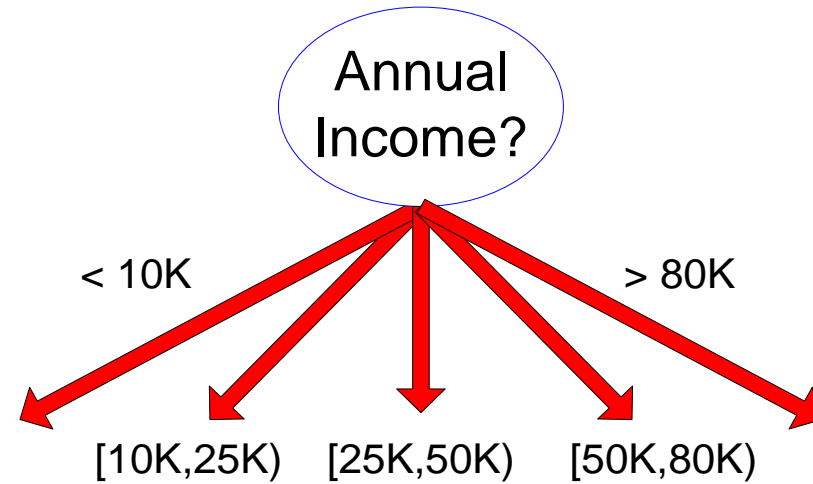 Annual
Income?
< 10K
> 80K
[10K,25K)
[25K,50K)
[50K,80K)